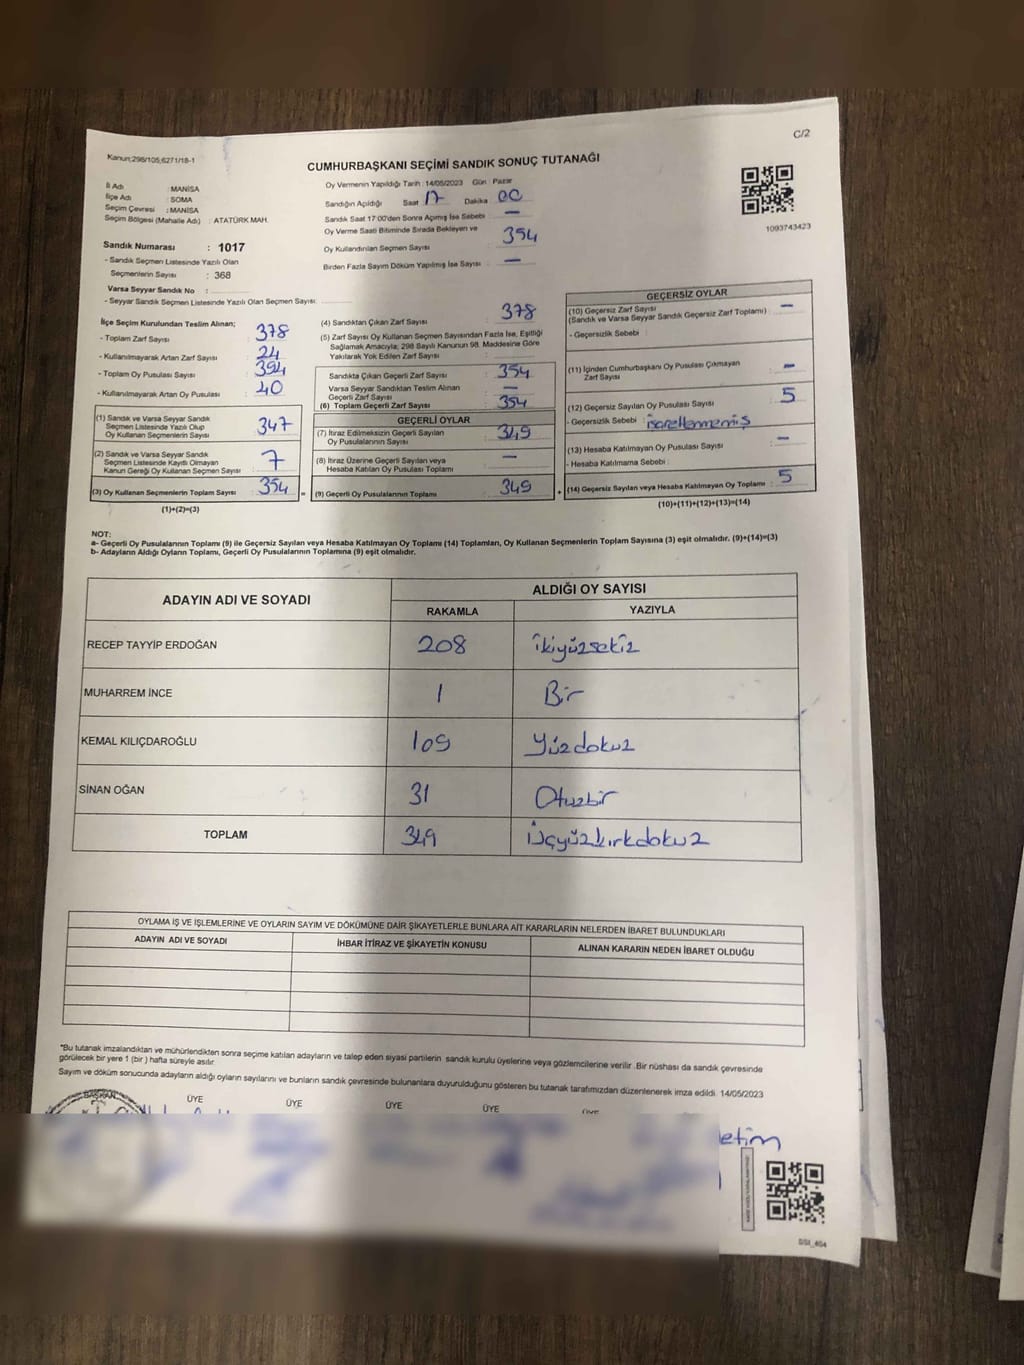 C/2
Kanun;298/105;6271/18-1
CUMHURBAŞKANI SEÇİMİ SANDIK SONUÇ TUTANAĞI
İl Adı : MANİSA
İlçe Adı : SOMA
Seçim Çevresi : MANİSA
Seçim Bölgesi (Mahalle Adı) : ATATÜRK MAH.
Sandık Numarası : 1017
- Sandık Seçmen Listesinde Yazılı Olan
Seçmenlerin Sayısı : 368
Varsa Seyyar Sandık No :
- Seyyar Sandık Seçmen Listesinde Yazılı Olan Seçmen Sayısı:
Oy Vermenin Yapıldığı Tarih : 14/05/2023 Gün : Pazar
Sandığın Açıldığı Saat 17 Dakika 00
Sandık Saat 17:00'den Sonra Açılmış İse Sebebi : —
Oy Verme Saati Bitiminde Sırada Bekleyen ve
Oy Kullandırılan Seçmen Sayısı : 354
Birden Fazla Sayım Döküm Yapılmış İse Sayısı : —
1093743423
İlçe Seçim Kurulundan Teslim Alınan;
- Toplam Zarf Sayısı : 378
- Kullanılmayarak Artan Zarf Sayısı : 24
- Toplam Oy Pusulası Sayısı : 394
- Kullanılmayarak Artan Oy Pusulası : 40
(1) Sandık ve Varsa Seyyar Sandık
Seçmen Listesinde Yazılı Olup
Oy Kullanan Seçmenlerin Sayısı : 347
(2) Sandık ve Varsa Seyyar Sandık
Seçmen Listesinde Kayıtlı Olmayan
Kanun Gereği Oy Kullanan Seçmen Sayısı : 7
(3) Oy Kullanan Seçmenlerin Toplam Sayısı : 354 =
(1)+(2)=(3)
(4) Sandıktan Çıkan Zarf Sayısı : 378
(5) Zarf Sayısı Oy Kullanan Seçmen Sayısından Fazla İse, Eşitliği
Sağlamak Amacıyla; 298 Sayılı Kanunun 98. Maddesine Göre
Yakılarak Yok Edilen Zarf Sayısı :
Sandıkta Çıkan Geçerli Zarf Sayısı : 354
Varsa Seyyar Sandıktan Teslim Alınan
Geçerli Zarf Sayısı : —
(6) Toplam Geçerli Zarf Sayısı : 354
GEÇERLİ OYLAR
(7) İtiraz Edilmeksizin Geçerli Sayılan
Oy Pusulalarının Sayısı : 349
(8) İtiraz Üzerine Geçerli Sayılan veya
Hesaba Katılan Oy Pusulası Toplamı : —
(9) Geçerli Oy Pusulalarının Toplamı : 349 +
GEÇERSİZ OYLAR
(10) Geçersiz Zarf Sayısı : —
(Sandık ve Varsa Seyyar Sandık Geçersiz Zarf Toplamı)
- Geçersizlik Sebebi :
(11) İçinden Cumhurbaşkanı Oy Pusulası Çıkmayan
Zarf Sayısı : —
(12) Geçersiz Sayılan Oy Pusulası Sayısı : 5
- Geçersizlik Sebebi : işaretlenmemiş
(13) Hesaba Katılmayan Oy Pusulası Sayısı : —
- Hesaba Katılmama Sebebi :
(14) Geçersiz Sayılan veya Hesaba Katılmayan Oy Toplamı : 5
(10)+(11)+(12)+(13)=(14)
NOT:
a- Geçerli Oy Pusulalarının Toplamı (9) ile Geçersiz Sayılan veya Hesaba Katılmayan Oy Toplamı (14) Toplamları, Oy Kullanan Seçmenlerin Toplam Sayısına (3) eşit olmalıdır. (9)+(14)=(3)
b- Adayların Aldığı Oyların Toplamı, Geçerli Oy Pusulalarının Toplamına (9) eşit olmalıdır.
ADAYIN ADI VE SOYADI
ALDIĞI OY SAYISI
RAKAMLA YAZIYLA
RECEP TAYYİP ERDOĞAN 208 ikiyüzsekiz
MUHARREM İNCE 1 Bir
KEMAL KILIÇDAROĞLU 109 Yüzdokuz
SİNAN OĞAN 31 Otuzbir
TOPLAM 349 Üçyüzkırkdokuz
OYLAMA İŞ VE İŞLEMLERİNE VE OYLARIN SAYIM VE DÖKÜMÜNE DAİR ŞİKAYETLERLE BUNLARA AİT KARARLARIN NELERDEN İBARET BULUNDUKLARI
ADAYIN ADI VE SOYADI İHBAR İTİRAZ VE ŞİKAYETİN KONUSU ALINAN KARARIN NEDEN İBARET OLDUĞU
*Bu tutanak imzalandıktan ve mühürlendikten sonra seçime katılan adayların ve talep eden siyasi partilerin sandık kurulu üyelerine veya gözlemcilerine verilir .Bir nüshası da sandık çevresinde
görülecek bir yere 1 (bir ) hafta süreyle asılır.
Sayım ve döküm sonucunda adayların aldığı oyların sayılarını ve bunların sandık çevresinde bulunanlara duyurulduğunu gösteren bu tutanak tarafımızdan düzenlenerek imza edildi. 14/05/2023
BAŞKAN ÜYE ÜYE ÜYE ÜYE ÜYE
etim